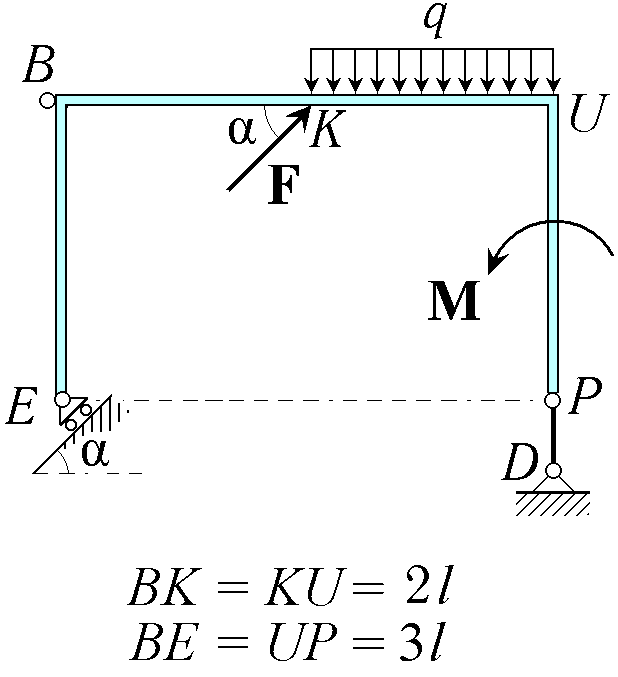 q
B
U
α
K
F
M
E
P
α
D
BK = KU = 2l
BE = UP = 3l